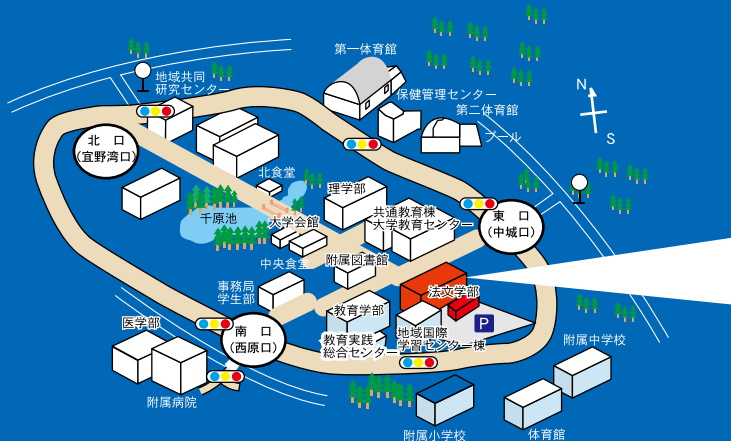 第一体育館
地域共同
研究センター
保健管理センター
第二体育館
プール
N
S
北 口
(宜野湾口)
北食堂
理学部
千原池
大学会館
共通教育棟
大学教育センター
東 口
(中城口)
中央食堂
附属図書館
事務局
学生部
法文学部
教育学部
医学部
南 口
(西原口)
教育実践
総合センター
地域国際
学習センター棟
P
附属中学校
附属病院
附属小学校
体育館